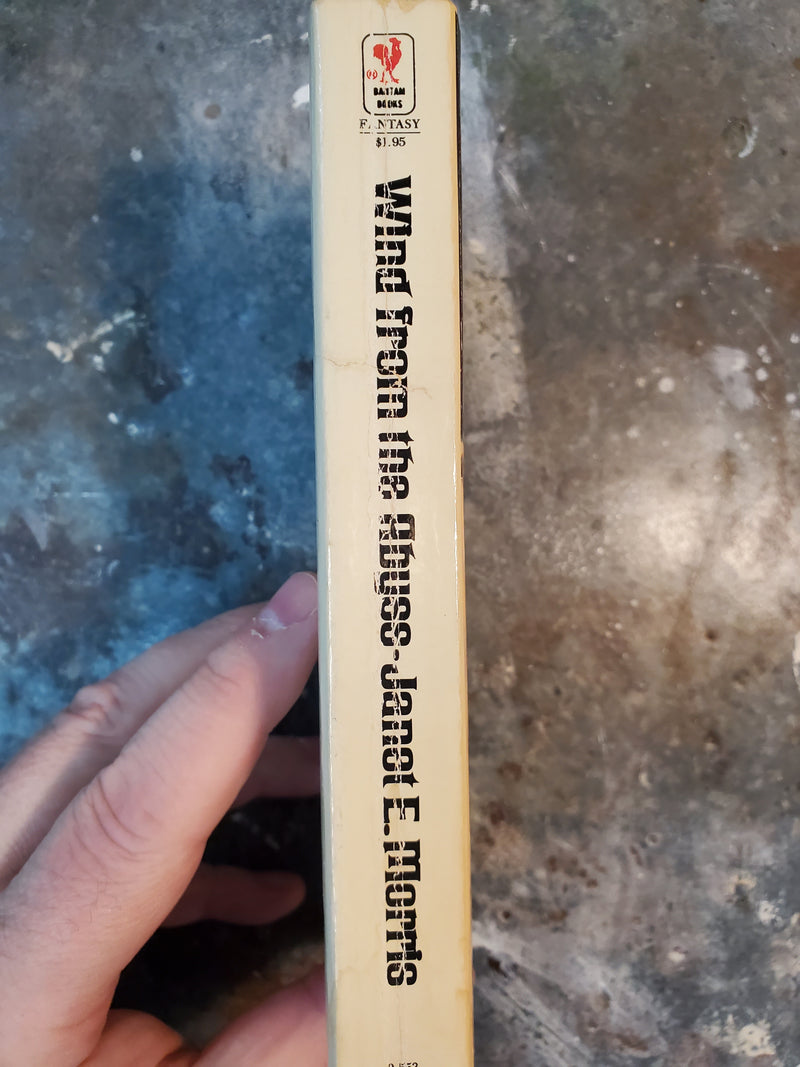 BANTAM
BOOKS
FANTASY
$1.95
Wind from the Abyss • Janet E. Morris